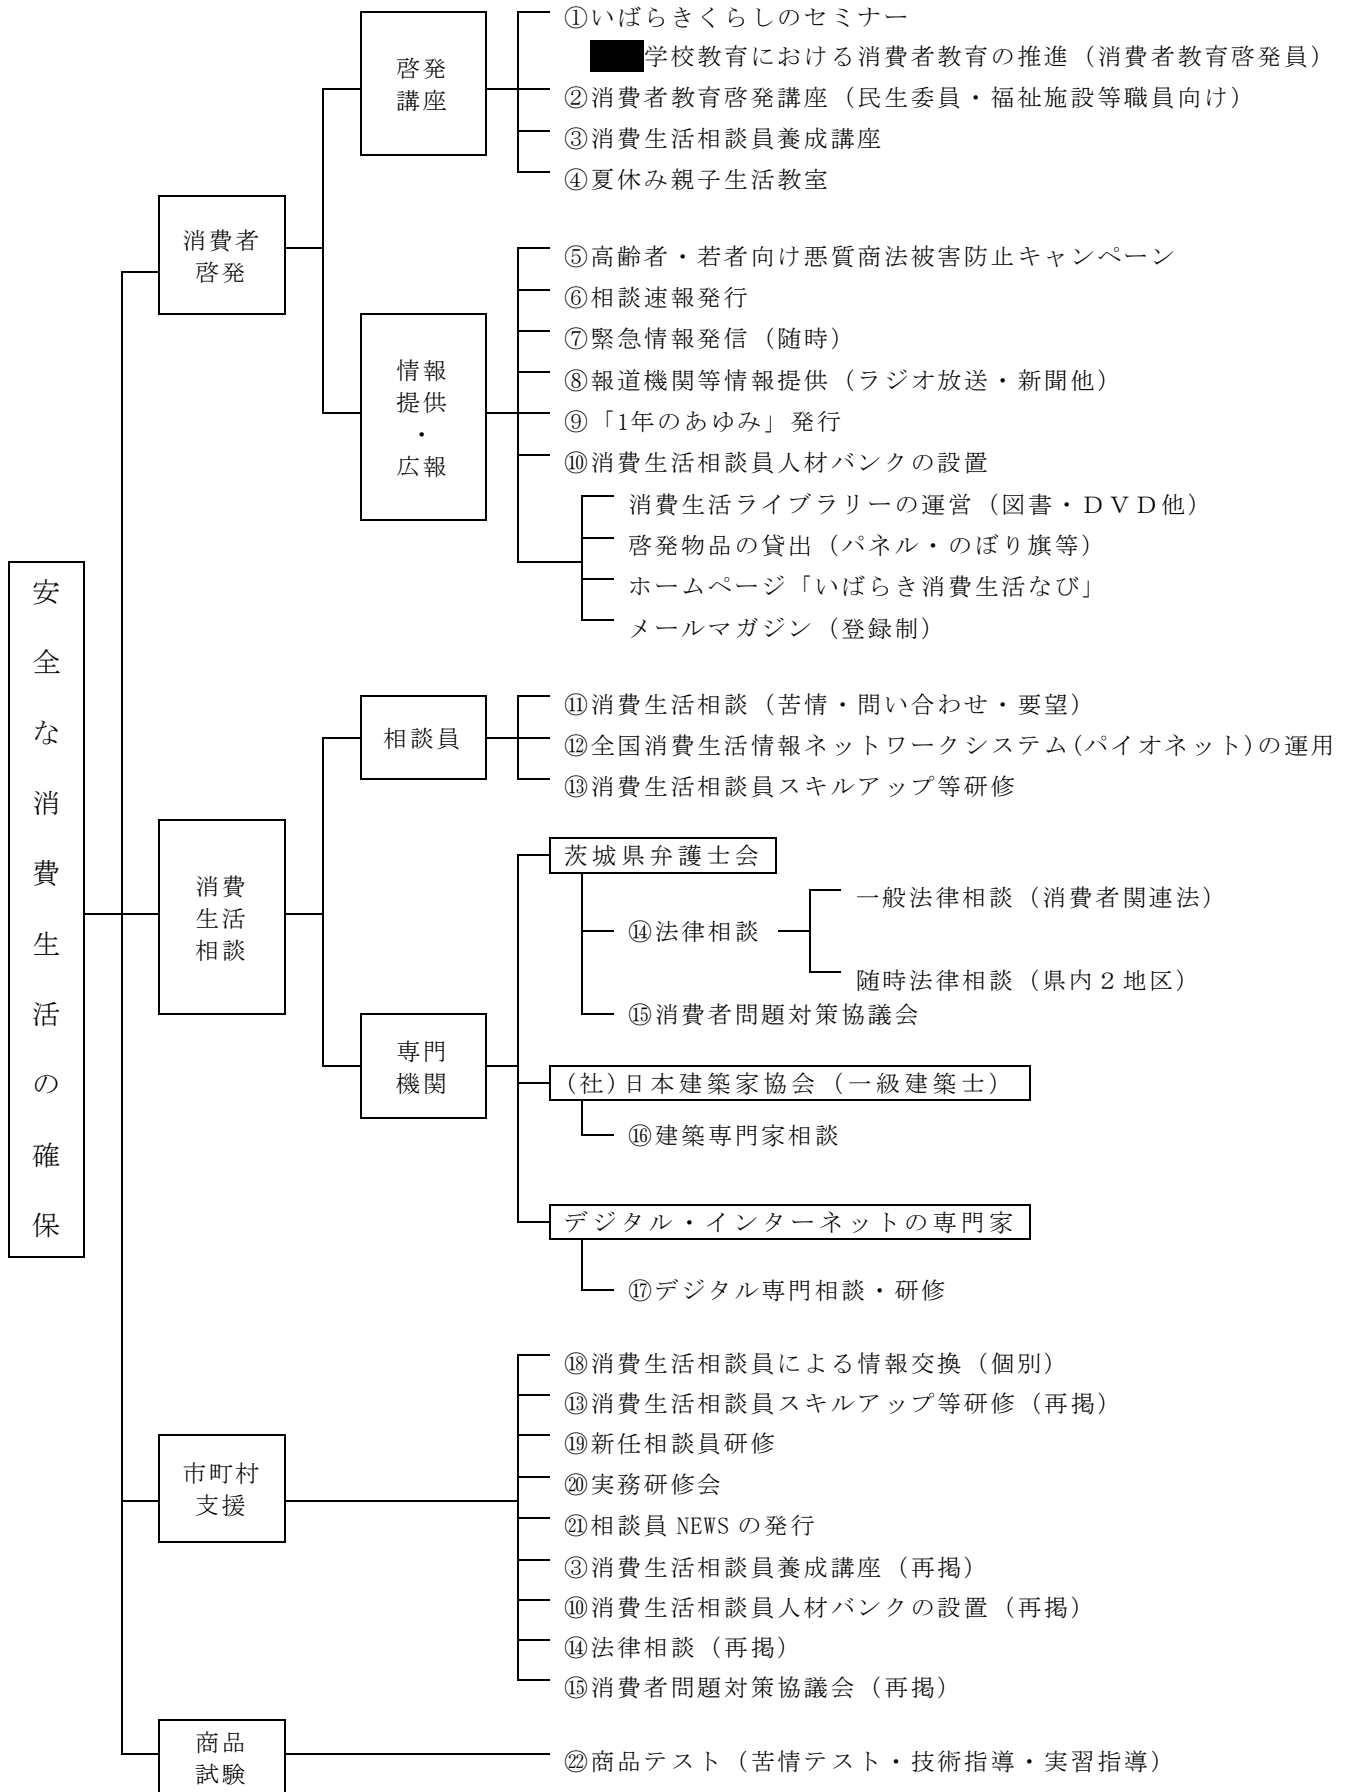 安全な消費生活の確保
消費者
啓発
啓発
講座
①いばらきくらしのセミナー
学校教育における消費者教育の推進（消費者教育啓発員）
②消費者教育啓発講座（民生委員・福祉施設等職員向け）
③消費生活相談員養成講座
④夏休み親子生活教室
情報
提供
・
広報
⑤高齢者・若者向け悪質商法被害防止キャンペーン
⑥相談速報発行
⑦緊急情報発信（随時）
⑧報道機関等情報提供（ラジオ放送・新聞他）
⑨「1年のあゆみ」発行
⑩消費生活相談員人材バンクの設置
消費生活ライブラリーの運営（図書・ＤＶＤ他）
啓発物品の貸出（パネル・のぼり旗等）
ホームページ「いばらき消費生活なび」
メールマガジン（登録制）
消費
生活
相談
相談員
⑪消費生活相談（苦情・問い合わせ・要望）
⑫全国消費生活情報ネットワークシステム(パイオネット)の運用
⑬消費生活相談員スキルアップ等研修
専門
機関
茨城県弁護士会
⑭法律相談
一般法律相談（消費者関連法）
随時法律相談（県内２地区）
⑮消費者問題対策協議会
(社)日本建築家協会（一級建築士）
⑯建築専門家相談
デジタル・インターネットの専門家
⑰デジタル専門相談・研修
市町村
支援
⑱消費生活相談員による情報交換（個別）
⑬消費生活相談員スキルアップ等研修（再掲）
⑲新任相談員研修
⑳実務研修会
㉑相談員 NEWS の発行
③消費生活相談員養成講座（再掲）
⑩消費生活相談員人材バンクの設置（再掲）
⑭法律相談（再掲）
⑮消費者問題対策協議会（再掲）
商品
試験
㉒商品テスト（苦情テスト・技術指導・実習指導）